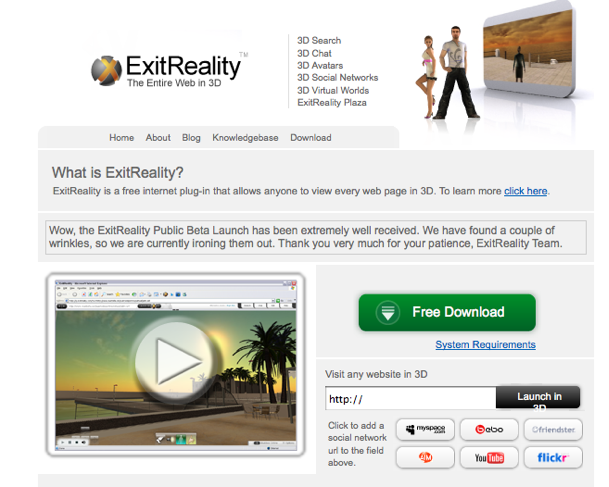 ExitReality™
The Entire Web in 3D
3D Search
3D Chat
3D Avatars
3D Social Networks
3D Virtual Worlds
ExitReality Plaza
Home About Blog Knowledgebase Download
What is ExitReality?
ExitReality is a free internet plug-in that allows anyone to view every web page in 3D. To learn more click here.
Wow, the ExitReality Public Beta Launch has been extremely well received. We have found a couple of
wrinkles, so we are currently ironing them out. Thank you very much for your patience, ExitReality Team.
Free Download
System Requirements
Visit any website in 3D
http://
Launch in
3D
Click to add a
social network
url to the field
above.
myspace.com
bebo
friendster
YouTube
flickr